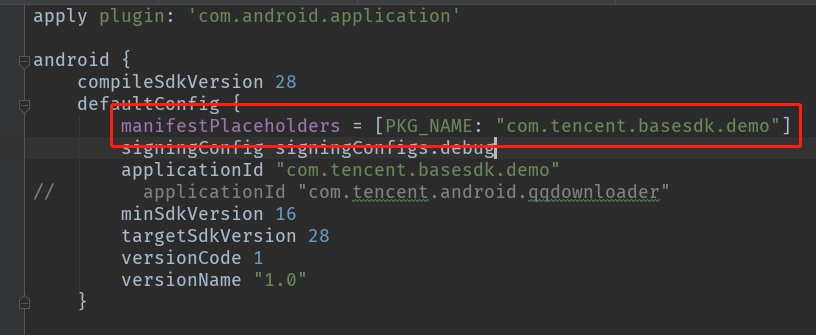 apply plugin: 'com.android.application'
android {
compileSdkVersion 28
defaultConfig {
manifestPlaceholders = [PKG_NAME: "com.tencent.basesdk.demo"]
signingConfig signingConfigs.debug
applicationId "com.tencent.basesdk.demo"
// applicationId "com.tencent.android.qqdownloader"
minSdkVersion 16
targetSdkVersion 28
versionCode 1
versionName "1.0"
}